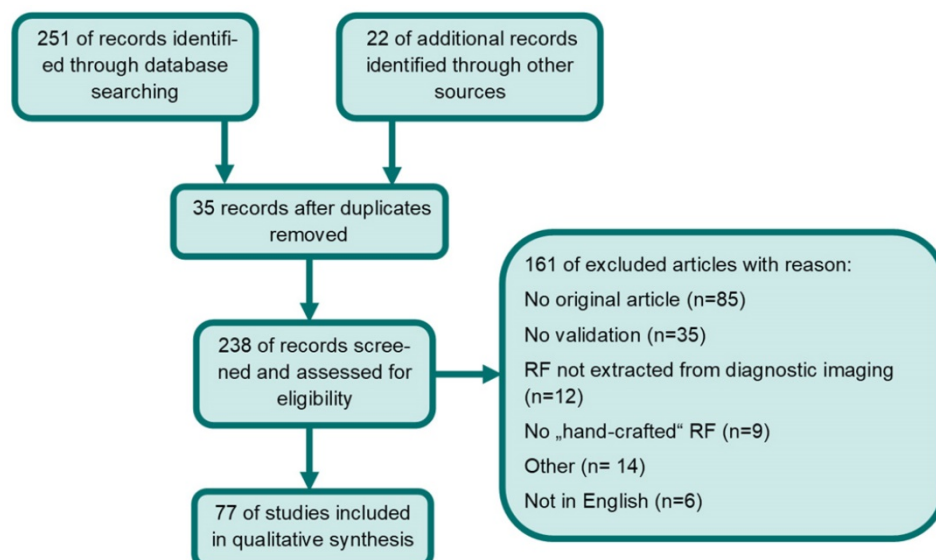 251 of records identifi-
ed through database
searching
22 of additional records
identified through other
sources
35 records after duplicates
removed
238 of records scree-
ned and assessed for
eligibility
161 of excluded articles with reason:
No original article (n=85)
No validation (n=35)
RF not extracted from diagnostic imaging
(n=12)
No „hand-crafted“ RF (n=9)
Other (n= 14)
Not in English (n=6)
77 of studies included
in qualitative synthesis